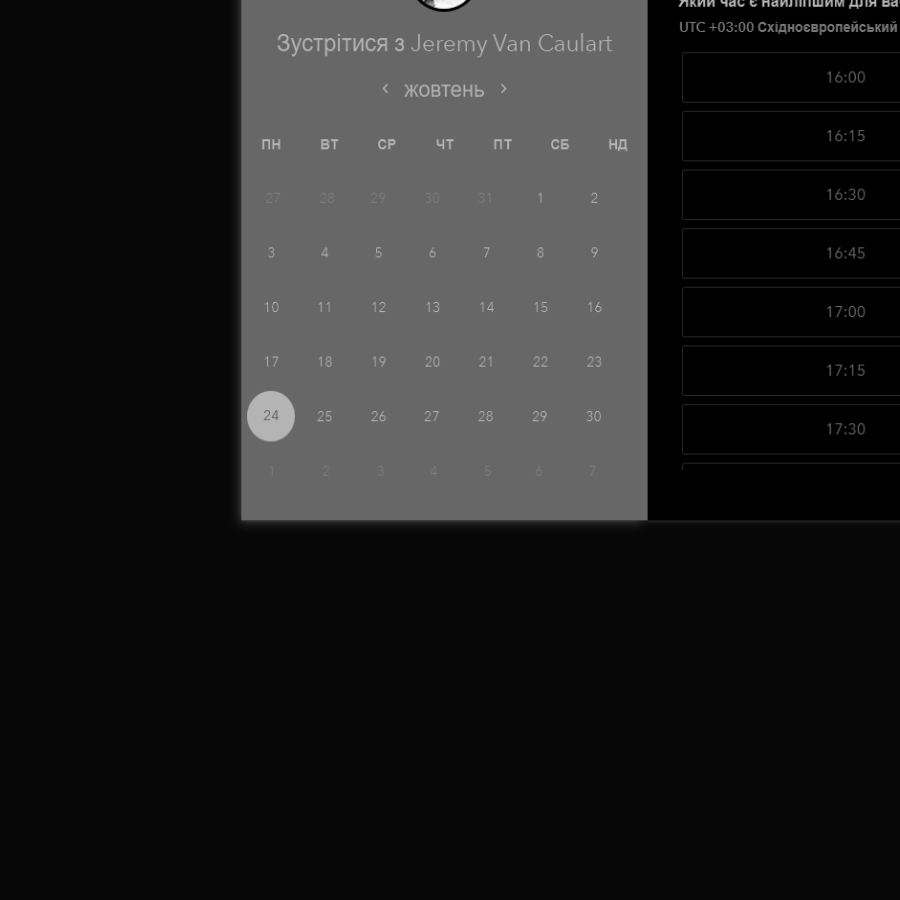 Зустрітися з Jeremy Van Caulart
жовтень
ПН ВТ СР ЧТ ПТ СБ НД
27 28 29 30 31 1 2
3 4 5 6 7 8 9
10 11 12 13 14 15 16
17 18 19 20 21 22 23
24 25 26 27 28 29 30
1 2 3 4 5 6 7
Який час є найліпшим для ва
UTC +03:00 Східноєвропейський
16:00
16:15
16:30
16:45
17:00
17:15
17:30